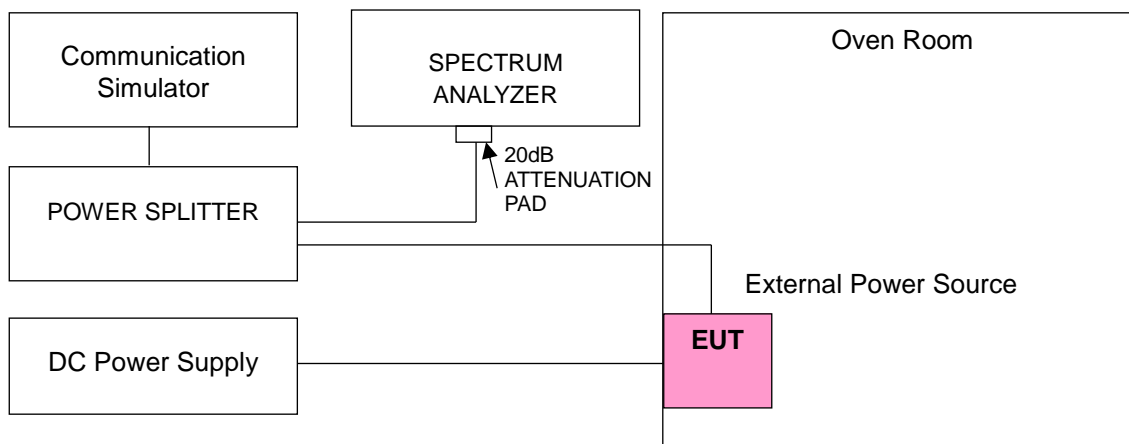 Communication
Simulator
SPECTRUM
ANALYZER
Oven Room
20dB
ATTENUATION
PAD
POWER SPLITTER
External Power Source
EUT
DC Power Supply